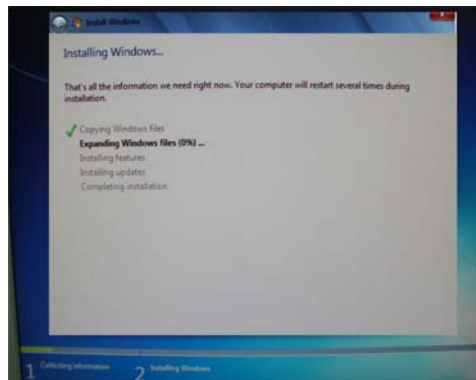 Install Windows
Installing Windows...
That's all the information we need right now. Your computer will restart several times during
installation.
Copying Windows files
Expanding Windows files (0%) ...
Installing features
Installing updates
Completing installation
1 Collecting information
2 Installing Windows